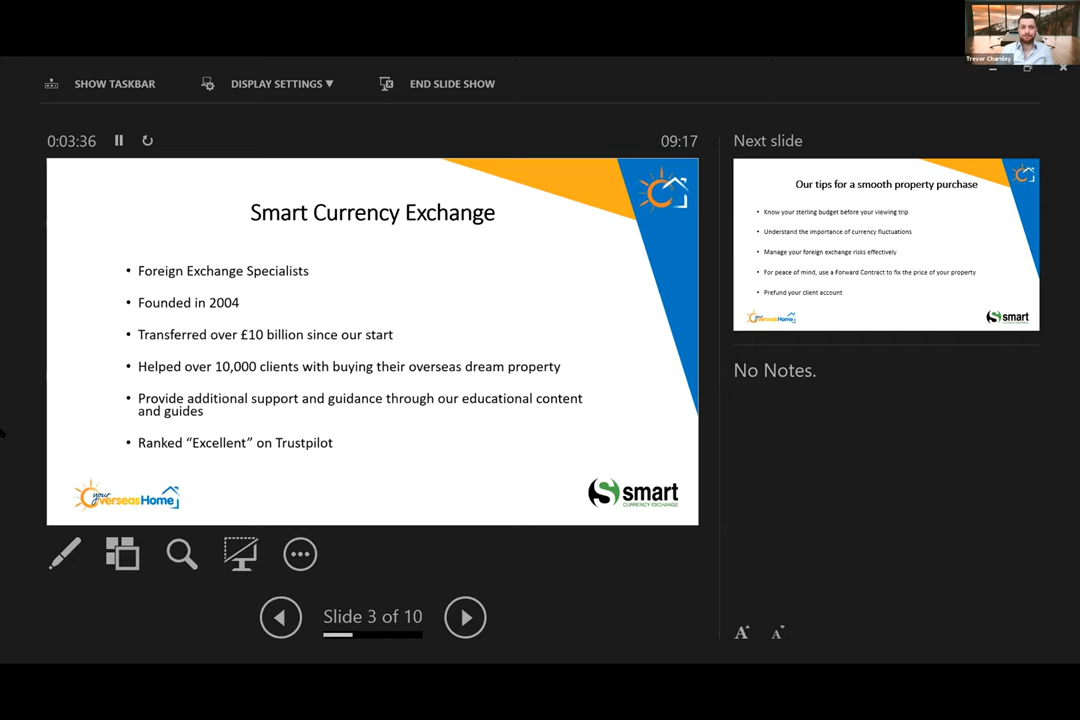 Trevor Charnley
SHOW TASKBAR
DISPLAY SETTINGS ▼
END SLIDE SHOW
0:03:36
09:17
Smart Currency Exchange
• Foreign Exchange Specialists
• Founded in 2004
• Transferred over £10 billion since our start
• Helped over 10,000 clients with buying their overseas dream property
• Provide additional support and guidance through our educational content
and guides
• Ranked “Excellent” on Trustpilot
your OverseasHome
smart
CURRENCY EXCHANGE
Slide 3 of 10
Next slide
Our tips for a smooth property purchase
• Know your sterling budget before your viewing trip
• Understand the importance of currency fluctuations
• Manage your foreign exchange risks effectively
• For peace of mind, use a Forward Contract to fix the price of your property
• Prefund your client account
your OverseasHome
smart
No Notes.
A A